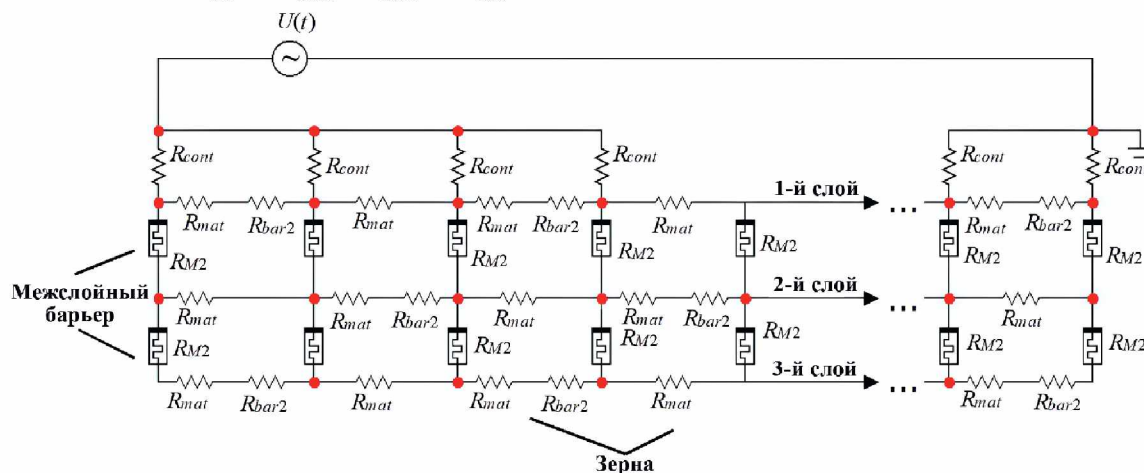 U(t)
~
Rcont Rcont Rcont Rcont Rcont Rcont
1-й слой
Rmat Rbar2 Rmat Rmat Rbar2 Rmat ... Rmat Rbar2
RM2 RM2 RM2 RM2 RM2 RM2
Межслойный
барьер
2-й слой
Rmat Rmat Rbar2 Rmat Rmat Rbar2 ... Rmat
RM2 RM2 RM2 RM2 RM2 RM2
3-й слой
Rmat Rbar2 Rmat Rmat Rbar2 Rmat ... Rmat Rbar2
Зерна